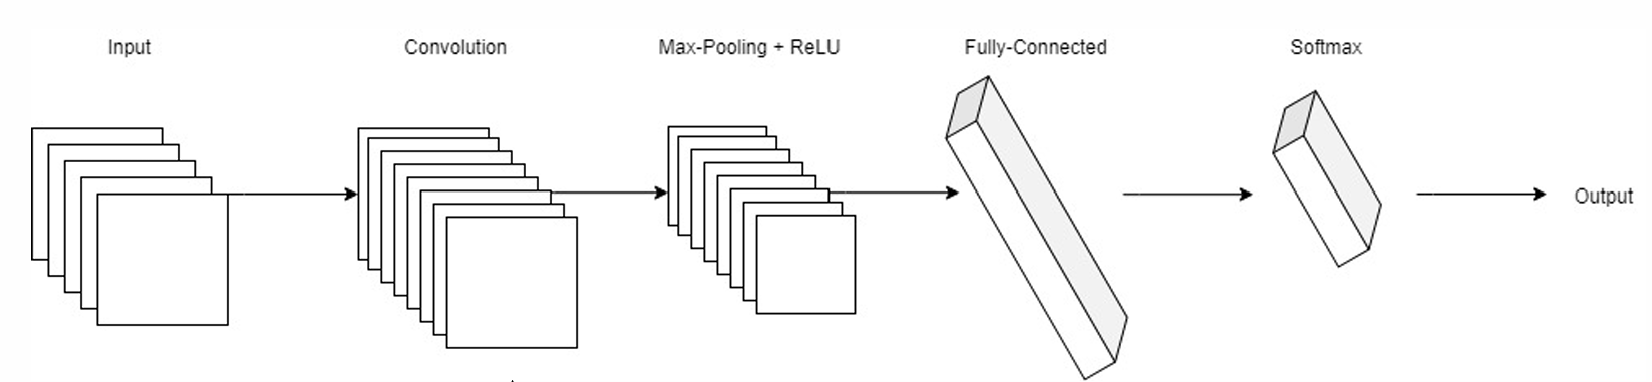 Input
Convolution
Max-Pooling + ReLU
Fully-Connected
Softmax
Output